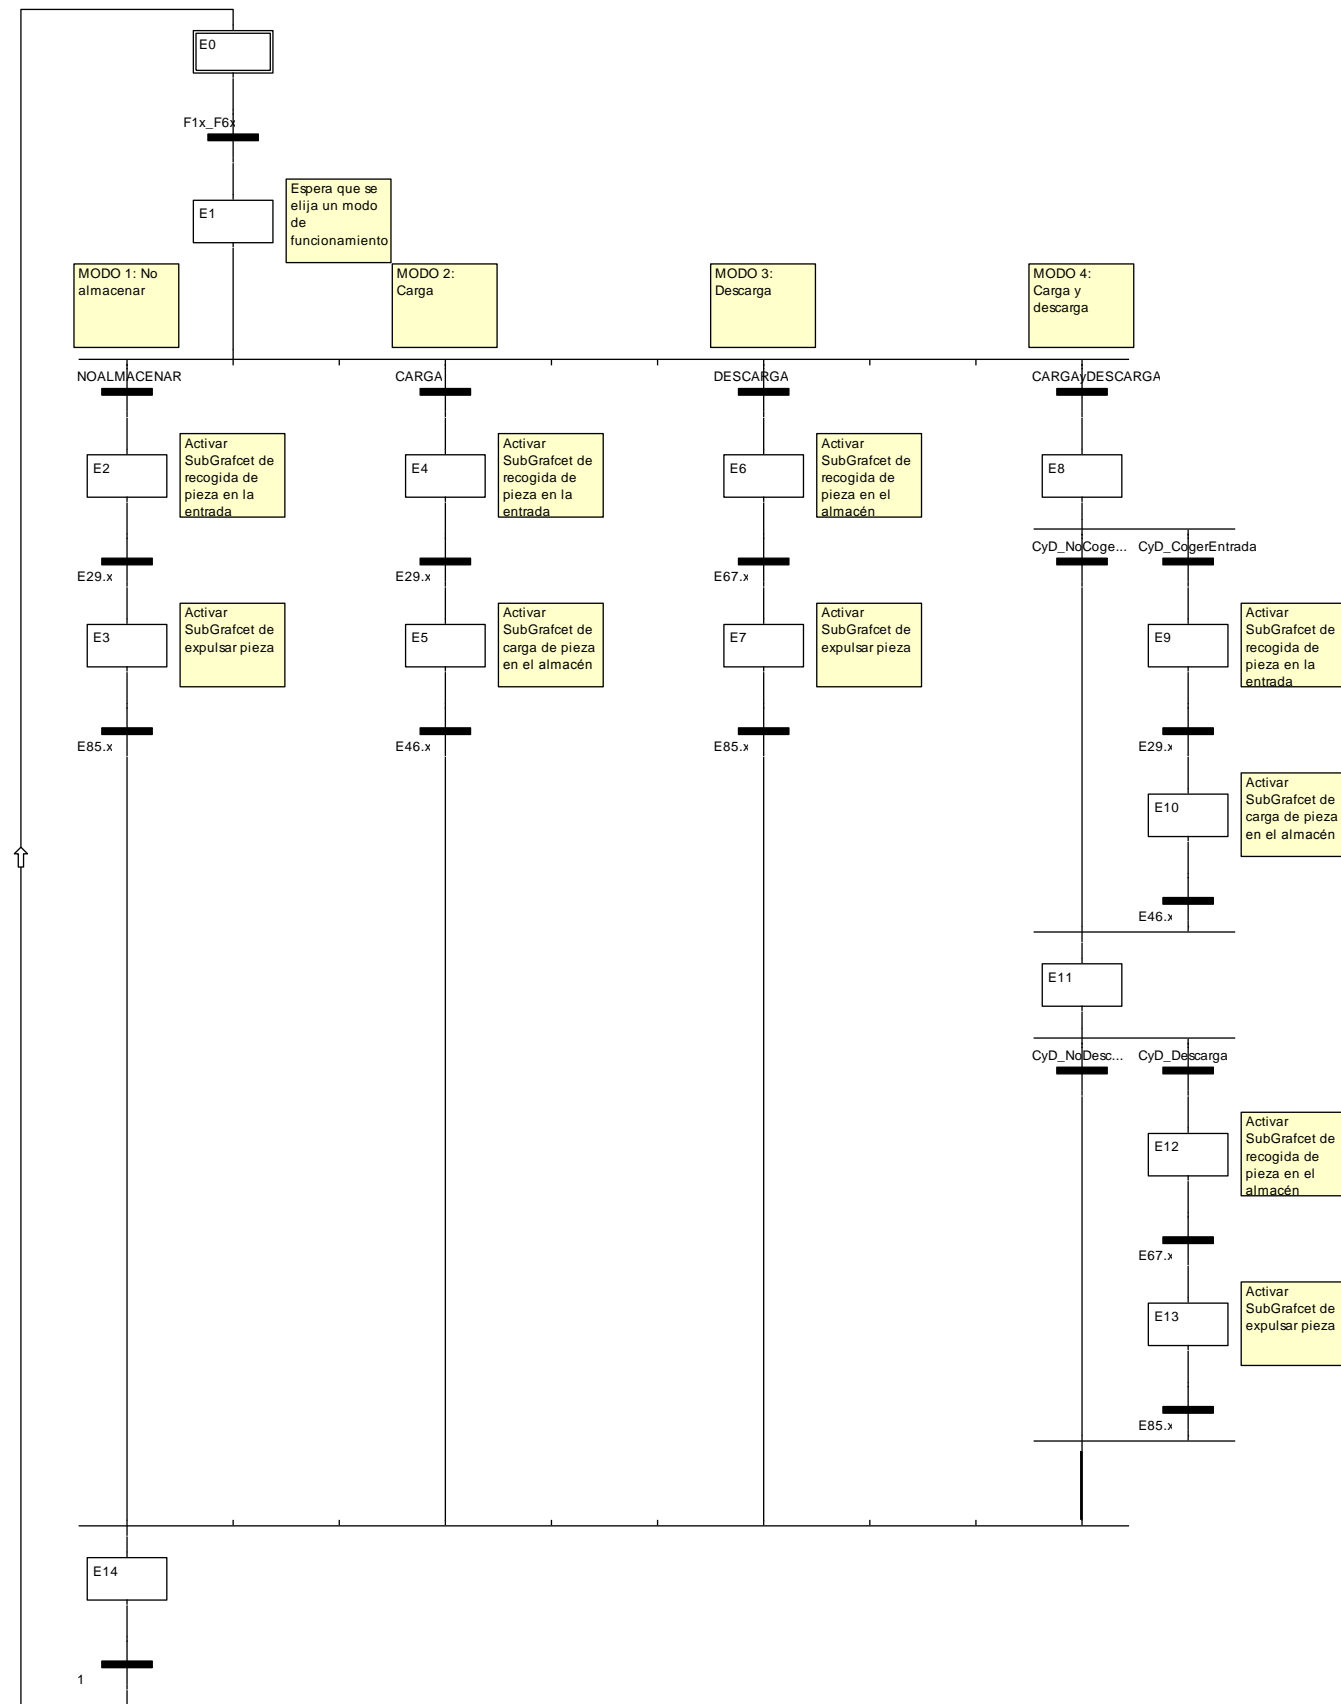 E0
F1x_F6x
E1
Espera que se
elija un modo
de
funcionamiento
MODO 1: No
almacenar
MODO 2:
Carga
MODO 3:
Descarga
MODO 4:
Carga y
descarga
NOALMACENAR
CARGA
DESCARGA
CARGAyDESCARGA
E2
Activar
SubGrafcet de
recogida de
pieza en la
entrada
E4
Activar
SubGrafcet de
recogida de
pieza en la
entrada
E6
Activar
SubGrafcet de
recogida de
pieza en el
almacén
E8
CyD_NoCoge...
CyD_CogerEntrada
E29.x
E29.x
E67.x
E3
Activar
SubGrafcet de
expulsar pieza
E5
Activar
SubGrafcet de
carga de pieza
en el almacén
E7
Activar
SubGrafcet de
expulsar pieza
E9
Activar
SubGrafcet de
recogida de
pieza en la
entrada
E85.x
E46.x
E85.x
E29.x
E10
Activar
SubGrafcet de
carga de pieza
en el almacén
E46.x
E11
CyD_NoDesc...
CyD_Descarga
E12
Activar
SubGrafcet de
recogida de
pieza en el
almacén
E67.x
E13
Activar
SubGrafcet de
expulsar pieza
E85.x
E14
1